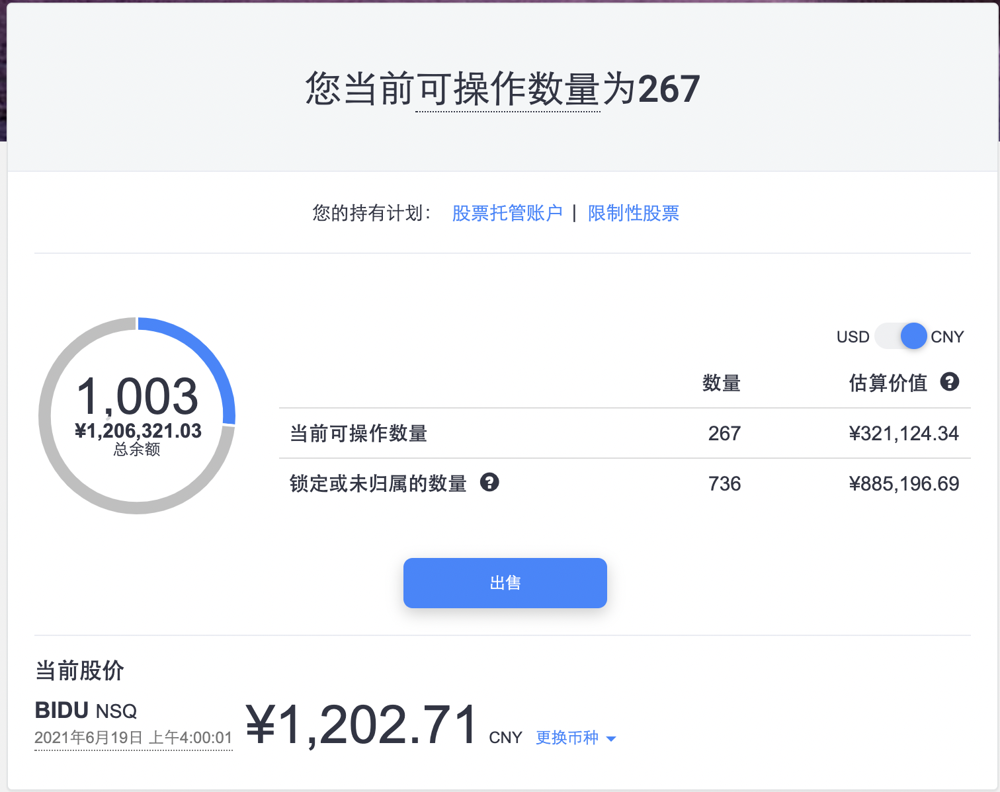 您当前可操作数量为267
您的持有计划： 股票托管账户 | 限制性股票
USD CNY
数量 估算价值 ?
1,003
¥1,206,321.03
总余额
当前可操作数量 267 ¥321,124.34
锁定或未归属的数量 ? 736 ¥885,196.69
出售
当前股价
BIDU NSQ
2021年6月19日 上午4:00:01
¥1,202.71 CNY 更换币种